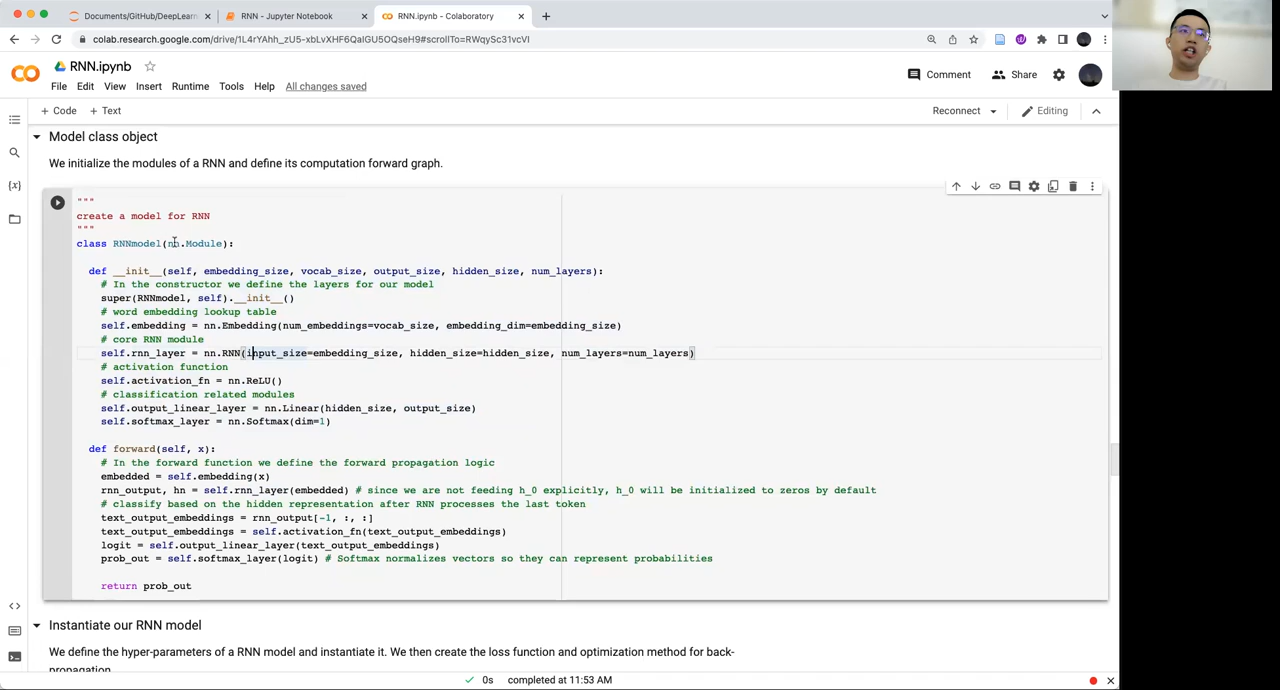 Documents/GitHub/DeepLearn
RNN - Jupyter Notebook
RNN.ipynb - Colaboratory
colab.research.google.com/drive/1L4rYAhh_zU5-xbLvXHF6QaIGU5OQseH9#scrollTo=RWqySc31vcVI
RNN.ipynb
File Edit View Insert Runtime Tools Help All changes saved
Comment Share
+ Code + Text
Reconnect Editing
Model class object
We initialize the modules of a RNN and define its computation forward graph.
"""
create a model for RNN
"""
class RNNmodel(nn.Module):
def __init__(self, embedding_size, vocab_size, output_size, hidden_size, num_layers):
# In the constructor we define the layers for our model
super(RNNmodel, self).__init__()
# word embedding lookup table
self.embedding = nn.Embedding(num_embeddings=vocab_size, embedding_dim=embedding_size)
# core RNN module
self.rnn_layer = nn.RNN(input_size=embedding_size, hidden_size=hidden_size, num_layers=num_layers)
# activation function
self.activation_fn = nn.ReLU()
# classification related modules
self.output_linear_layer = nn.Linear(hidden_size, output_size)
self.softmax_layer = nn.Softmax(dim=1)
def forward(self, x):
# In the forward function we define the forward propagation logic
embedded = self.embedding(x)
rnn_output, hn = self.rnn_layer(embedded) # since we are not feeding h_0 explicitly, h_0 will be initialized to zeros by default
# classify based on the hidden representation after RNN processes the last token
text_output_embeddings = rnn_output[-1, :, :]
text_output_embeddings = self.activation_fn(text_output_embeddings)
logit = self.output_linear_layer(text_output_embeddings)
prob_out = self.softmax_layer(logit) # Softmax normalizes vectors so they can represent probabilities
return prob_out
Instantiate our RNN model
We define the hyper-parameters of a RNN model and instantiate it. We then create the loss function and optimization method for back-
propagation.
0s completed at 11:53 AM